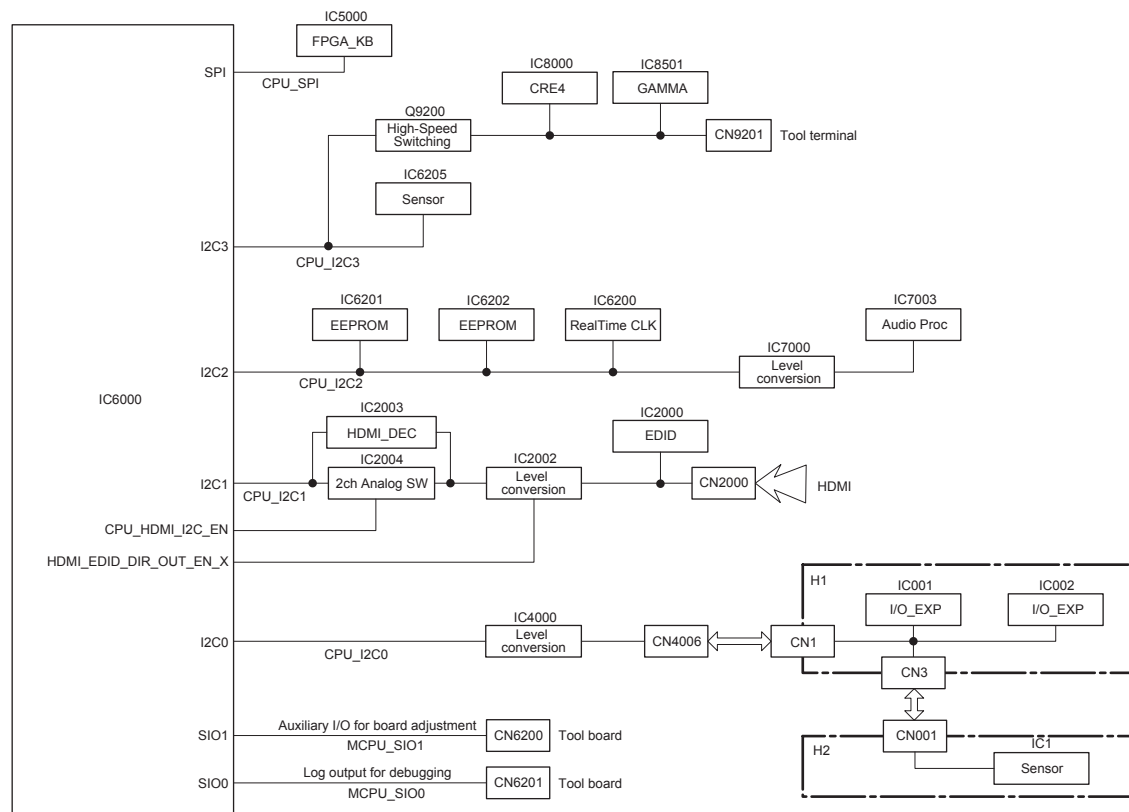 IC5000
FPGA_KB
SPI
CPU_SPI
IC8000
CRE4
IC8501
GAMMA
Q9200
High-Speed
Switching
CN9201
Tool terminal
IC6205
Sensor
I2C3
CPU_I2C3
IC6201
EEPROM
IC6202
EEPROM
IC6200
RealTime CLK
IC7003
Audio Proc
IC7000
Level
conversion
I2C2
CPU_I2C2
IC6000
IC2003
HDMI_DEC
IC2000
EDID
IC2004
2ch Analog SW
IC2002
Level
conversion
CN2000
HDMI
I2C1
CPU_I2C1
CPU_HDMI_I2C_EN
HDMI_EDID_DIR_OUT_EN_X
H1
IC001
I/O_EXP
IC002
I/O_EXP
IC4000
Level
conversion
I2C0
CPU_I2C0
CN4006
CN1
CN3
SIO1
Auxiliary I/O for board adjustment
MCPU_SIO1
CN6200
Tool board
CN001
H2
IC1
Sensor
SIO0
Log output for debugging
MCPU_SIO0
CN6201
Tool board